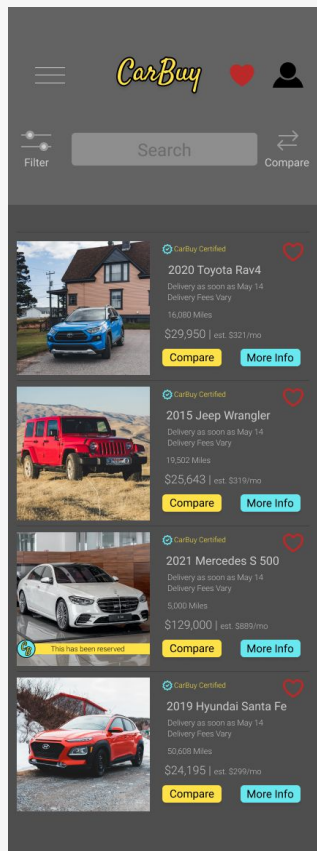 CarBuy
Filter
Search
Compare
CarBuy Certified
2020 Toyota Rav4
Delivery as soon as May 14
Delivery Fees Vary
16,080 Miles
$29,950 | est. $321/mo
Compare
More Info
CarBuy Certified
2015 Jeep Wrangler
Delivery as soon as May 14
Delivery Fees Vary
19,502 Miles
$25,643 | est. $319/mo
Compare
More Info
CarBuy Certified
2021 Mercedes S 500
Delivery as soon as May 14
Delivery Fees Vary
5,000 Miles
$129,000 | est. $889/mo
This has been reserved
Compare
More Info
CarBuy Certified
2019 Hyundai Santa Fe
Delivery as soon as May 14
Delivery Fees Vary
50,608 Miles
$24,195 | est. $299/mo
Compare
More Info